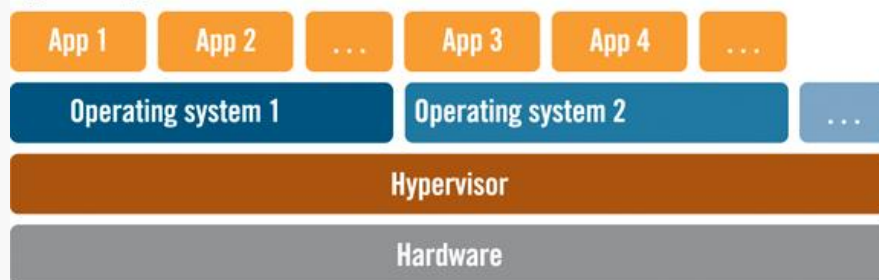 App 1 App 2 ... App 3 App 4 ...
Operating system 1 Operating system 2 ...
Hypervisor
Hardware